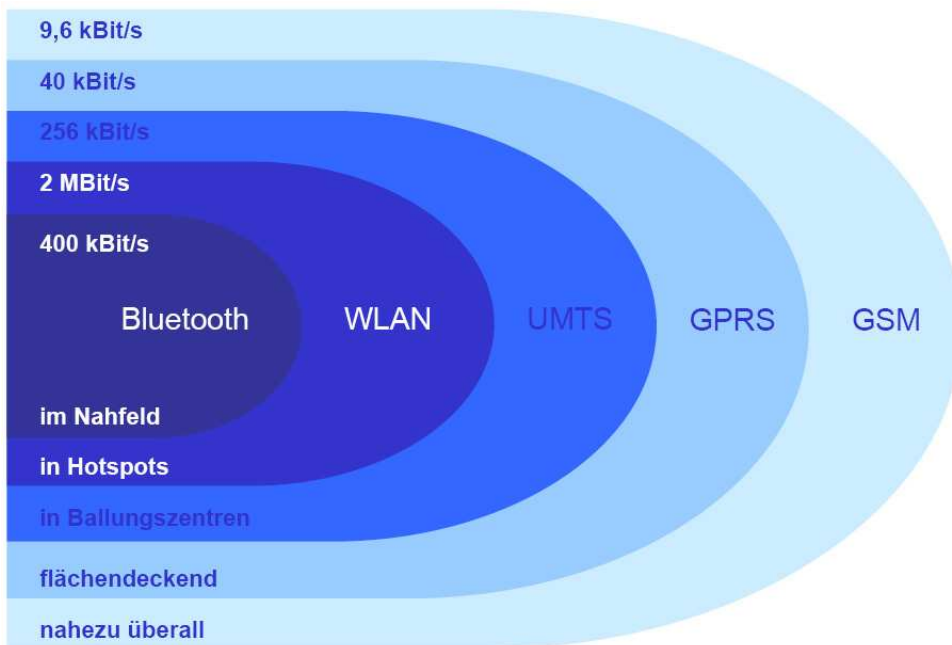 9,6 kBit/s
40 kBit/s
256 kBit/s
2 MBit/s
400 kBit/s
Bluetooth WLAN UMTS GPRS GSM
im Nahfeld
in Hotspots
in Ballungszentren
flächendeckend
nahezu überall